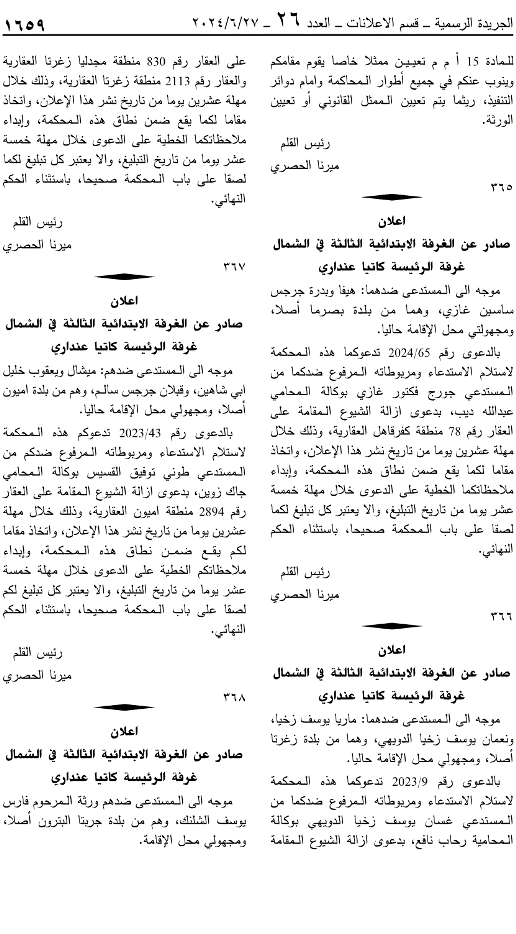 الجريدة الرسمية ــ قسم الاعلانات ــ العدد ٢٦ ــ ٢٠٢٤/٦/٢٧
١٦٥٩
للمادة 15 أ م م تعيين ممثلا خاصا يقوم مقامكم
وينوب عنكم في جميع أطوار المحاكمة وامام دوائر
التنفيذ، ريثما يتم تعيين الممثل القانوني أو تعيين
الورثة.
رئيس القلم
ميرنا الحصري
٣٦٥
اعلان
صادر عن الغرفة الابتدائية الثالثة في الشمال
غرفة الرئيسة كاتيا عنداري
موجه الى المستدعى ضدهما: هيفا وبدرة جرجس
ساسين غازي، وهما من بلدة بصرما أصلا،
ومجهولتي محل الإقامة حاليا.
بالدعوى رقم 2024/65 تدعوكما هذه المحكمة
لاستلام الاستدعاء ومربوطاته المرفوع ضدكما من
المستدعي جورج فكتور غازي بوكالة المحامي
عبدالله ديب، بدعوى ازالة الشيوع المقامة على
العقار رقم 78 منطقة كفرقاهل العقارية، وذلك خلال
مهلة عشرين يوما من تاريخ نشر هذا الإعلان، واتخاذ
مقاما لكما يقع ضمن نطاق هذه المحكمة، وإبداء
ملاحظاتكما الخطية على الدعوى خلال مهلة خمسة
عشر يوما من تاريخ التبليغ، والا يعتبر كل تبليغ لكما
لصقا على باب المحكمة صحيحا، باستثناء الحكم
النهائي.
رئيس القلم
ميرنا الحصري
٣٦٦
اعلان
صادر عن الغرفة الابتدائية الثالثة في الشمال
غرفة الرئيسة كاتيا عنداري
موجه الى المستدعى ضدهما: ماريا يوسف زخيا،
ونعمان يوسف زخيا الدويهي، وهما من بلدة زغرتا
أصلا، ومجهولي محل الإقامة حاليا.
بالدعوى رقم 2023/9 تدعوكما هذه المحكمة
لاستلام الاستدعاء ومربوطاته المرفوع ضدكما من
المستدعي غسان يوسف زخيا الدويهي بوكالة
المحامية رحاب نافع، بدعوى ازالة الشيوع المقامة
على العقار رقم 830 منطقة مجدليا زغرتا العقارية
والعقار رقم 2113 منطقة زغرتا العقارية، وذلك خلال
مهلة عشرين يوما من تاريخ نشر هذا الإعلان، واتخاذ
مقاما لكما يقع ضمن نطاق هذه المحكمة، وإبداء
ملاحظاتكما الخطية على الدعوى خلال مهلة خمسة
عشر يوما من تاريخ التبليغ، والا يعتبر كل تبليغ لكما
لصقا على باب المحكمة صحيحا، باستثناء الحكم
النهائي.
رئيس القلم
ميرنا الحصري
٣٦٧
اعلان
صادر عن الغرفة الابتدائية الثالثة في الشمال
غرفة الرئيسة كاتيا عنداري
موجه الى المستدعى ضدهم: ميشال ويعقوب خليل
ابي شاهين، وقبلان جرجس سالم، وهم من بلدة اميون
أصلا، ومجهولي محل الإقامة حاليا.
بالدعوى رقم 2023/43 تدعوكم هذه المحكمة
لاستلام الاستدعاء ومربوطاته المرفوع ضدكم من
المستدعي طوني توفيق القسيس بوكالة المحامي
جاك زوين، بدعوى ازالة الشيوع المقامة على العقار
رقم 2894 منطقة اميون العقارية، وذلك خلال مهلة
عشرين يوما من تاريخ نشر هذا الإعلان، واتخاذ مقاما
لكم يقع ضمن نطاق هذه المحكمة، وإبداء
ملاحظاتكم الخطية على الدعوى خلال مهلة خمسة
عشر يوما من تاريخ التبليغ، والا يعتبر كل تبليغ لكم
لصقا على باب المحكمة صحيحا، باستثناء الحكم
النهائي.
رئيس القلم
ميرنا الحصري
٣٦٨
اعلان
صادر عن الغرفة الابتدائية الثالثة في الشمال
غرفة الرئيسة كاتيا عنداري
موجه الى المستدعى ضدهم ورثة المرحوم فارس
يوسف الشلنك، وهم من بلدة جربتا البترون أصلا،
ومجهولي محل الإقامة.